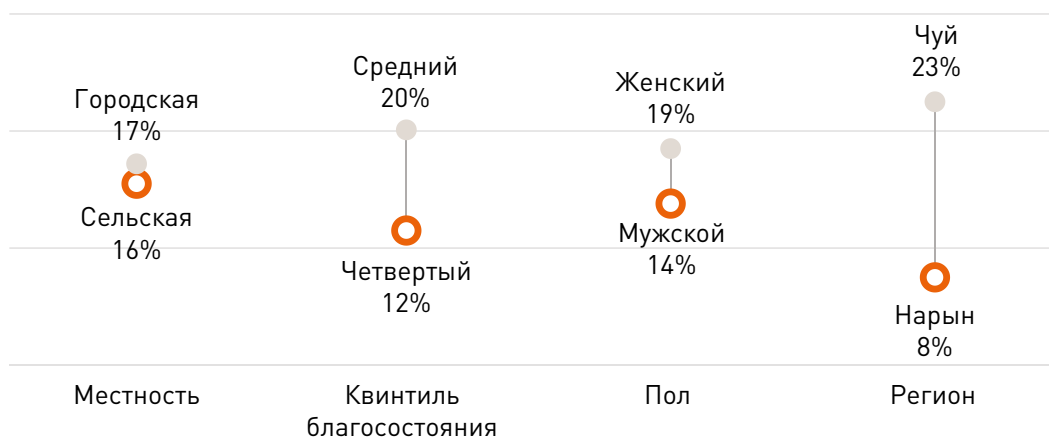 Городская
17%
Сельская
16%
Средний
20%
Четвертый
12%
Женский
19%
Мужской
14%
Чуй
23%
Нарын
8%
Местность
Квинтиль
благосостояния
Пол
Регион